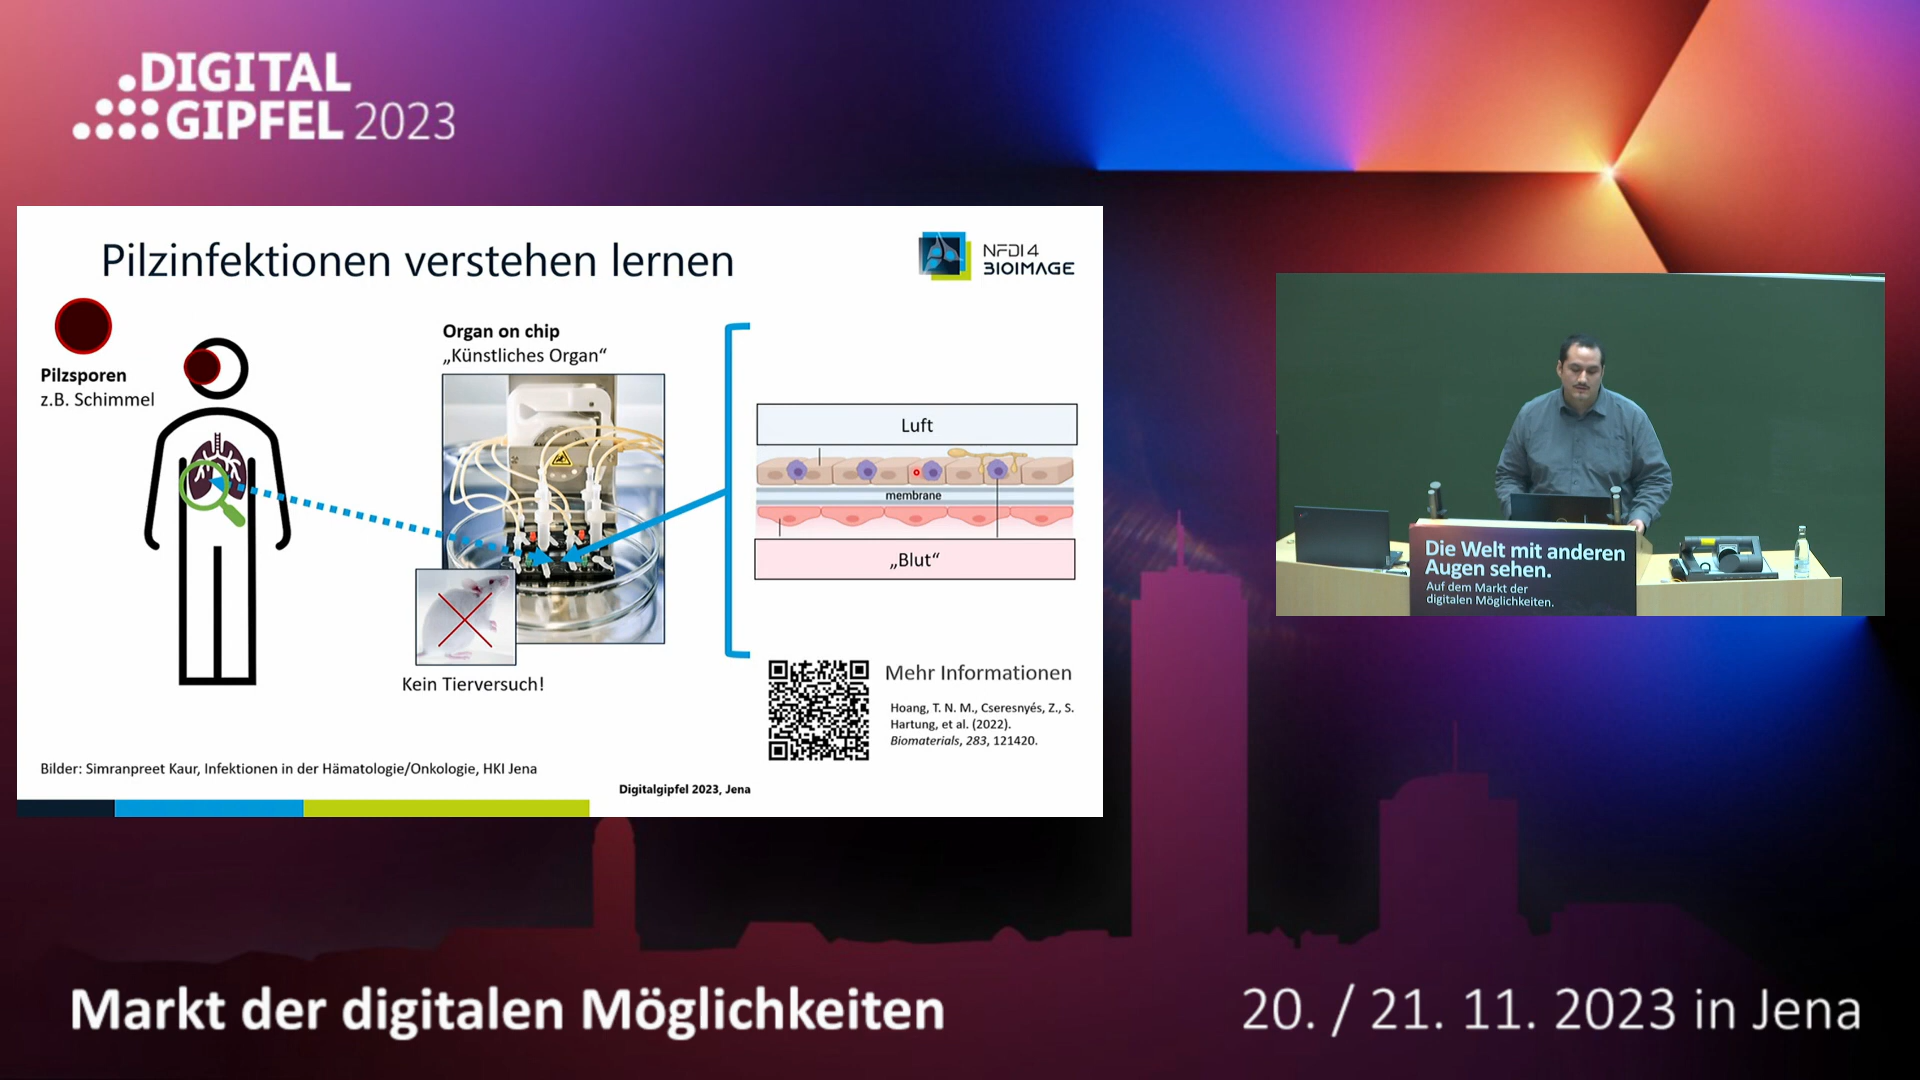 DIGITAL
GIPFEL 2023
Pilzinfektionen verstehen lernen
NFDI4
BIOIMAGE
Pilzsporen
z.B. Schimmel
Organ on chip
„Künstliches Organ“
Kein Tierversuch!
Luft
membrane
„Blut“
Mehr Informationen
Hoang, T. N. M., Cseresnyés, Z., S.
Hartung, et al. (2022).
Biomaterials, 283, 121420.
Bilder: Simranpreet Kaur, Infektionen in der Hämatologie/Onkologie, HKI Jena
Digitalgipfel 2023, Jena
Die Welt mit anderen
Augen sehen.
Auf dem Markt der
digitalen Möglichkeiten.
Markt der digitalen Möglichkeiten
20. / 21. 11. 2023 in Jena